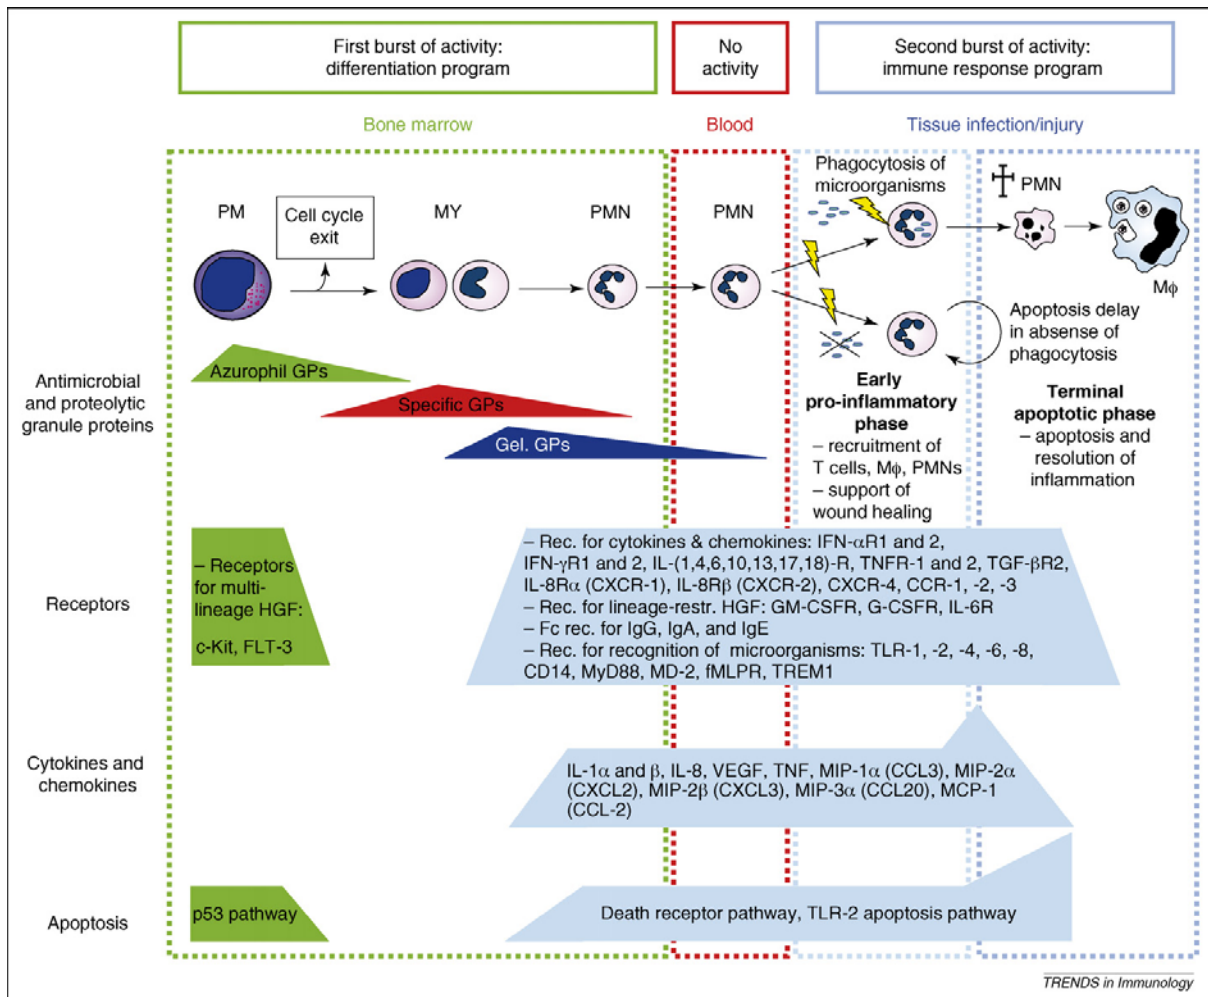 First burst of activity:
differentiation program
No
activity
Second burst of activity:
immune response program
Bone marrow
Blood
Tissue infection/injury
PM
Cell cycle
exit
MY
PMN
PMN
Phagocytosis of
microorganisms
PMN
Mϕ
Apoptosis delay
in absense of
phagocytosis
Antimicrobial
and proteolytic
granule proteins
Azurophil GPs
Specific GPs
Gel. GPs
Early
pro-inflammatory
phase
– recruitment of
T cells, Mϕ, PMNs
– support of
wound healing
Terminal
apoptotic phase
– apoptosis and
resolution of
inflammation
Receptors
– Receptors
for multi-
lineage HGF:
c-Kit, FLT-3
– Rec. for cytokines & chemokines: IFN-αR1 and 2,
IFN-γR1 and 2, IL-(1,4,6,10,13,17,18)-R, TNFR-1 and 2, TGF-βR2,
IL-8Rα (CXCR-1), IL-8Rβ (CXCR-2), CXCR-4, CCR-1, -2, -3
– Rec. for lineage-restr. HGF: GM-CSFR, G-CSFR, IL-6R
– Fc rec. for IgG, IgA, and IgE
– Rec. for recognition of microorganisms: TLR-1, -2, -4, -6, -8,
CD14, MyD88, MD-2, fMLPR, TREM1
Cytokines and
chemokines
IL-1α and β, IL-8, VEGF, TNF, MIP-1α (CCL3), MIP-2α
(CXCL2), MIP-2β (CXCL3), MIP-3α (CCL20), MCP-1
(CCL-2)
Apoptosis
p53 pathway
Death receptor pathway, TLR-2 apoptosis pathway
TRENDS in Immunology